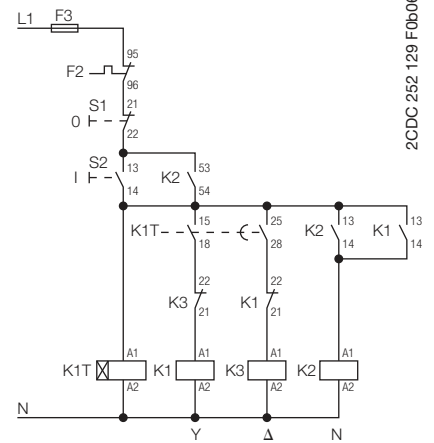 L1 F3
95
F2
96
S1 21
0
22
S2 13 K2 53
I
14 54
15 25 13 13
K1T K2 K1
18 28 14 14
22 22
K3 K1
21 21
A1 A1 A1 A1
K1T K1 K3 K2
A2 A2 A2 A2
N
Y Δ N
2CDC 252 129 F0b06